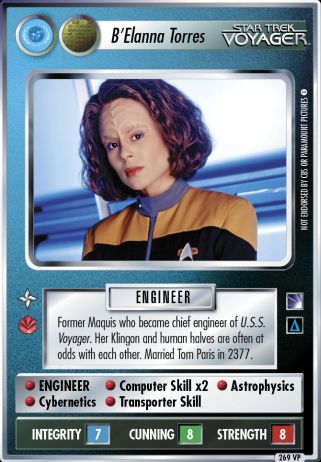 B'Elanna Torres
STAR TREK
VOYAGER
NOT ENDORSED BY CBS OR PARAMOUNT PICTURES
ENGINEER
Former Maquis who became chief engineer of U.S.S.
Voyager. Her Klingon and human halves are often at
odds with each other. Married Tom Paris in 2377.
ENGINEER Computer Skill x2 Astrophysics
Cybernetics Transporter Skill
INTEGRITY 7 CUNNING 8 STRENGTH 8
269 VP